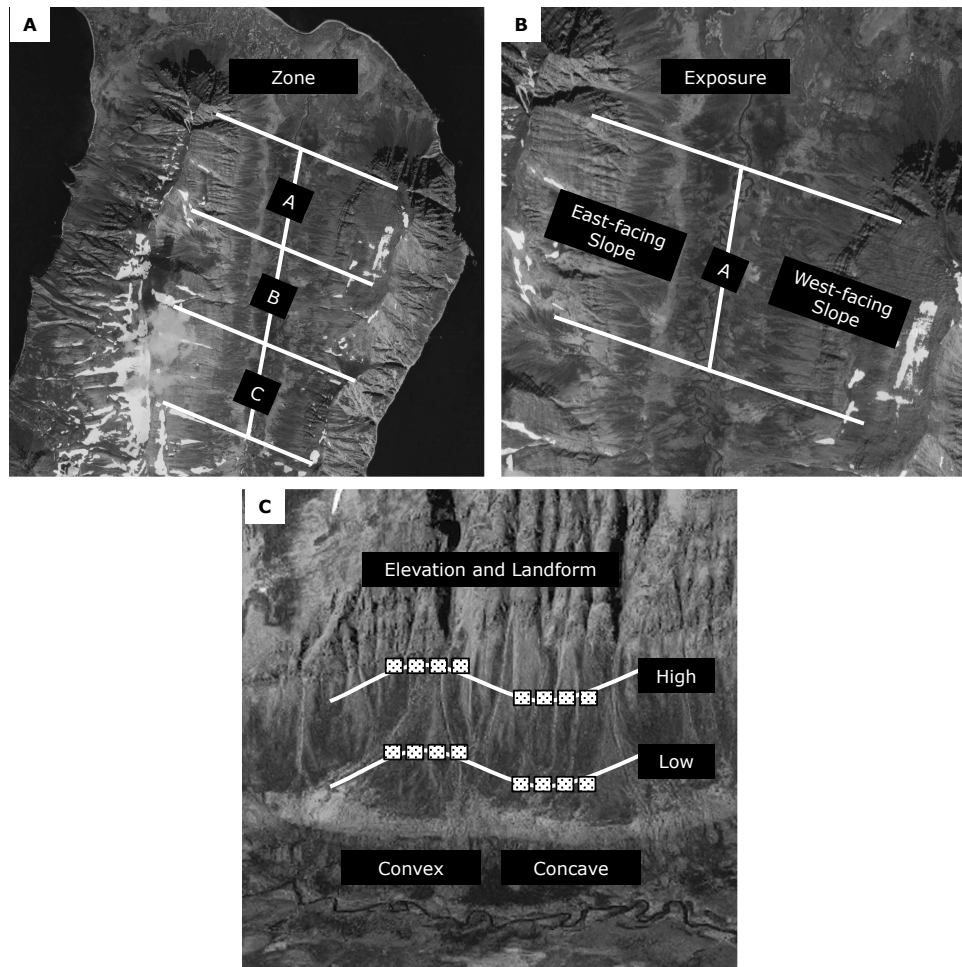 A
Zone
A
B
C
B
Exposure
East-facing
Slope
A
West-facing
Slope
C
Elevation and Landform
High
Low
Convex
Concave